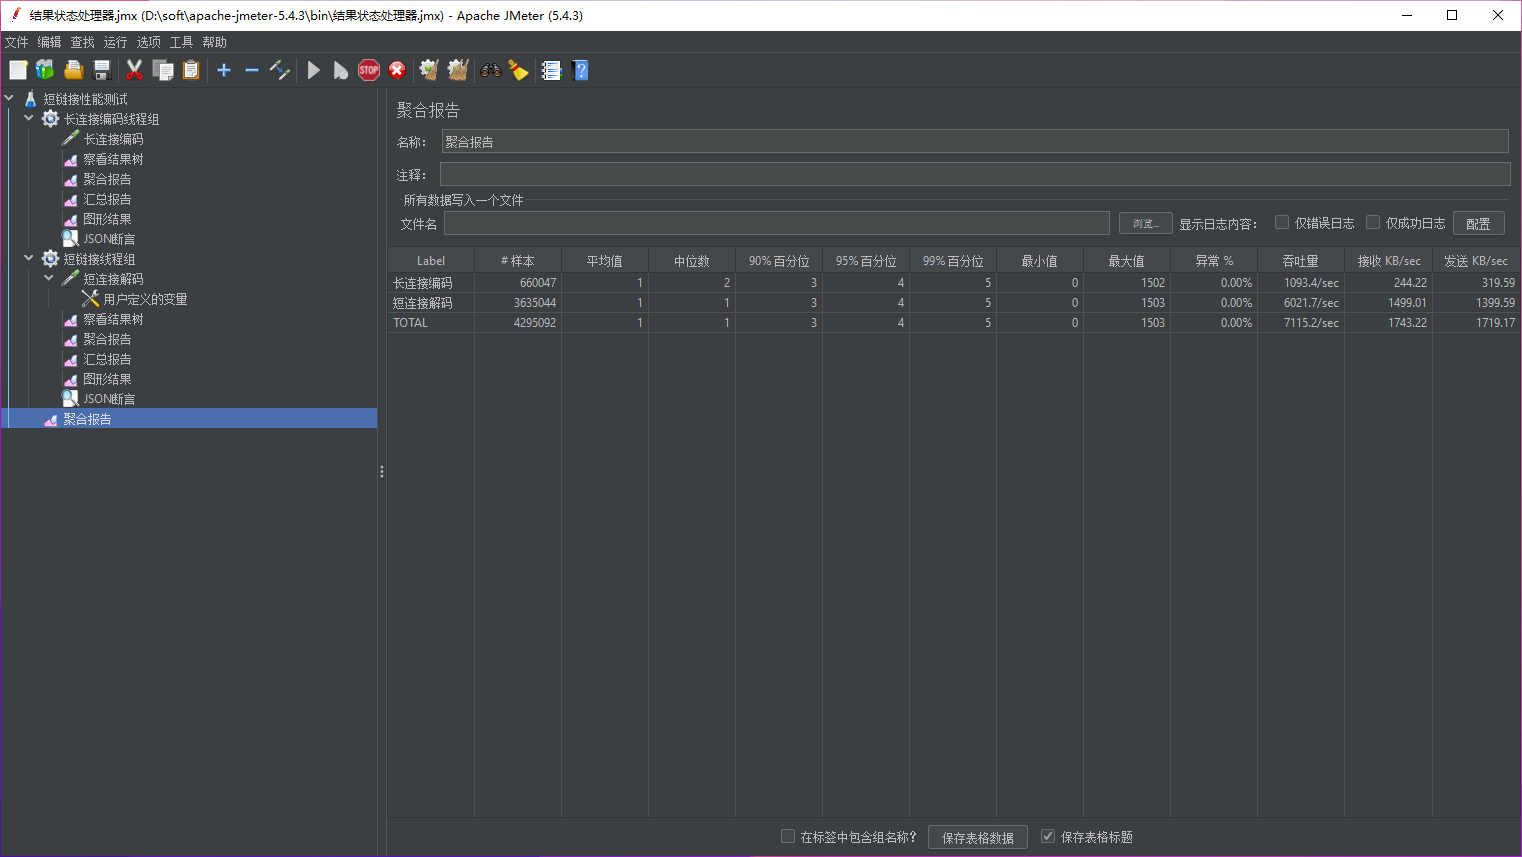 结果状态处理器.jmx (D:\soft\apache-jmeter-5.4.3\bin\结果状态处理器.jmx) - Apache JMeter (5.4.3)
文件 编辑 查找 运行 选项 工具 帮助
STOP
短链接性能测试
长连接编码线程组
长连接编码
察看结果树
聚合报告
汇总报告
图形结果
JSON断言
短链接线程组
短连接解码
用户定义的变量
察看结果树
聚合报告
汇总报告
图形结果
JSON断言
聚合报告
聚合报告
名称： 聚合报告
注释：
所有数据写入一个文件
文件名 浏览... 显示日志内容： 仅错误日志 仅成功日志 配置
Label # 样本 平均值 中位数 90% 百分位 95% 百分位 99% 百分位 最小值 最大值 异常 % 吞吐量 接收 KB/sec 发送 KB/sec
长连接编码 660047 1 2 3 4 5 0 1502 0.00% 1093.4/sec 244.22 319.59
短连接解码 3635044 1 1 3 4 5 0 1503 0.00% 6021.7/sec 1499.01 1399.59
TOTAL 4295092 1 1 3 4 5 0 1503 0.00% 7115.2/sec 1743.22 1719.17
在标签中包含组名称? 保存表格数据 保存表格标题